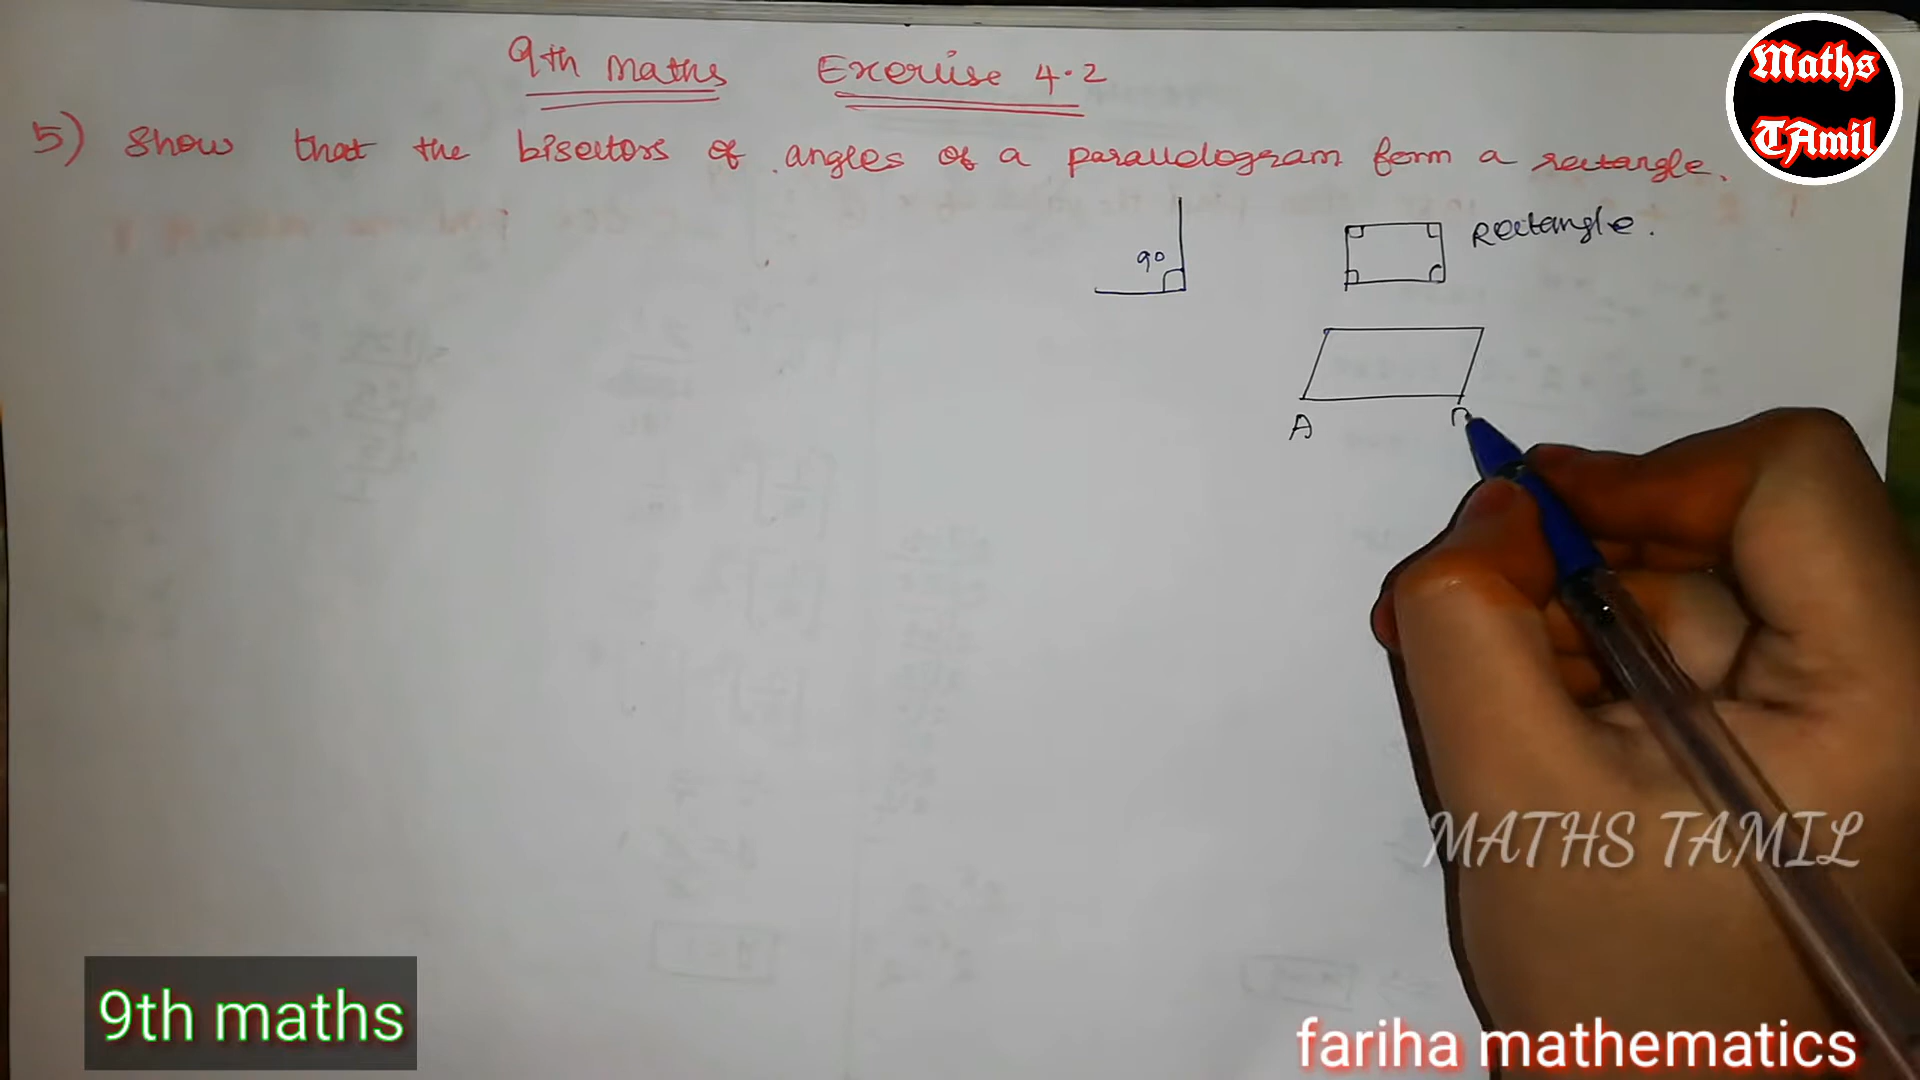 9th maths Exercise 4.2
5) Show that the bisectors of angles of a parallelogram form a rectangle.
90
Rectangle.
A
Maths
TAmil
MATHS TAMIL
9th maths
fariha mathematics